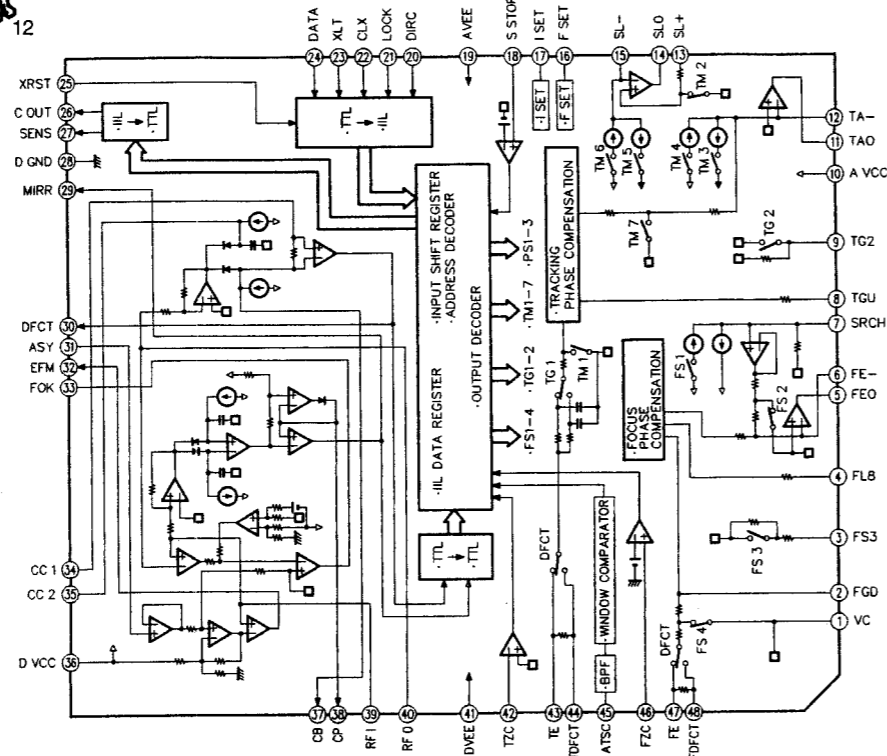 12
DATA
XLT
CLX
LOCK
DIRC
AVEE
S STOP
I SET
F SET
SL-
SLO
SL+
24
23
22
21
20
19
18
17
16
15
14
13
XRST 25
C OUT 26
SENS 27
D GND 28
MIRR 29
DFCT 30
ASY 31
EFM 32
FOK 33
CC 1 34
CC 2 35
D VCC 36
·IIL → ·TTL
·TTL → ·IIL
·I SET
·F SET
TM 2
TM 6
TM 5
TM 4
TM 3
12 TA-
11 TAO
10 A VCC
9 TG2
8 TGU
7 SRCH
6 FE-
5 FEO
4 FLB
3 FS3
2 FGD
1 VC
·IIL DATA REGISTER
·INPUT SHIFT REGISTER
·ADDRESS DECODER
·OUTPUT DECODER
·FS1-4
·TG1-2
·TM1-7
·PS1-3
·TRACKING
PHASE COMPENSATION
TM 7
TG 2
TG 1
TM 1
·FOCUS
PHASE
COMPENSATION
FS 1
FS 2
FS 3
FS 4
·TTL → ·TTL
DFCT
·WINDOW COMPARATOR
·BPF
DFCT
37
38
39
40
41
42
43
44
45
46
47
48
CB
CP
RF I
RF O
DVEE
TZC
TE
TDFCT
ATSC
FZC
FE
FDFCT